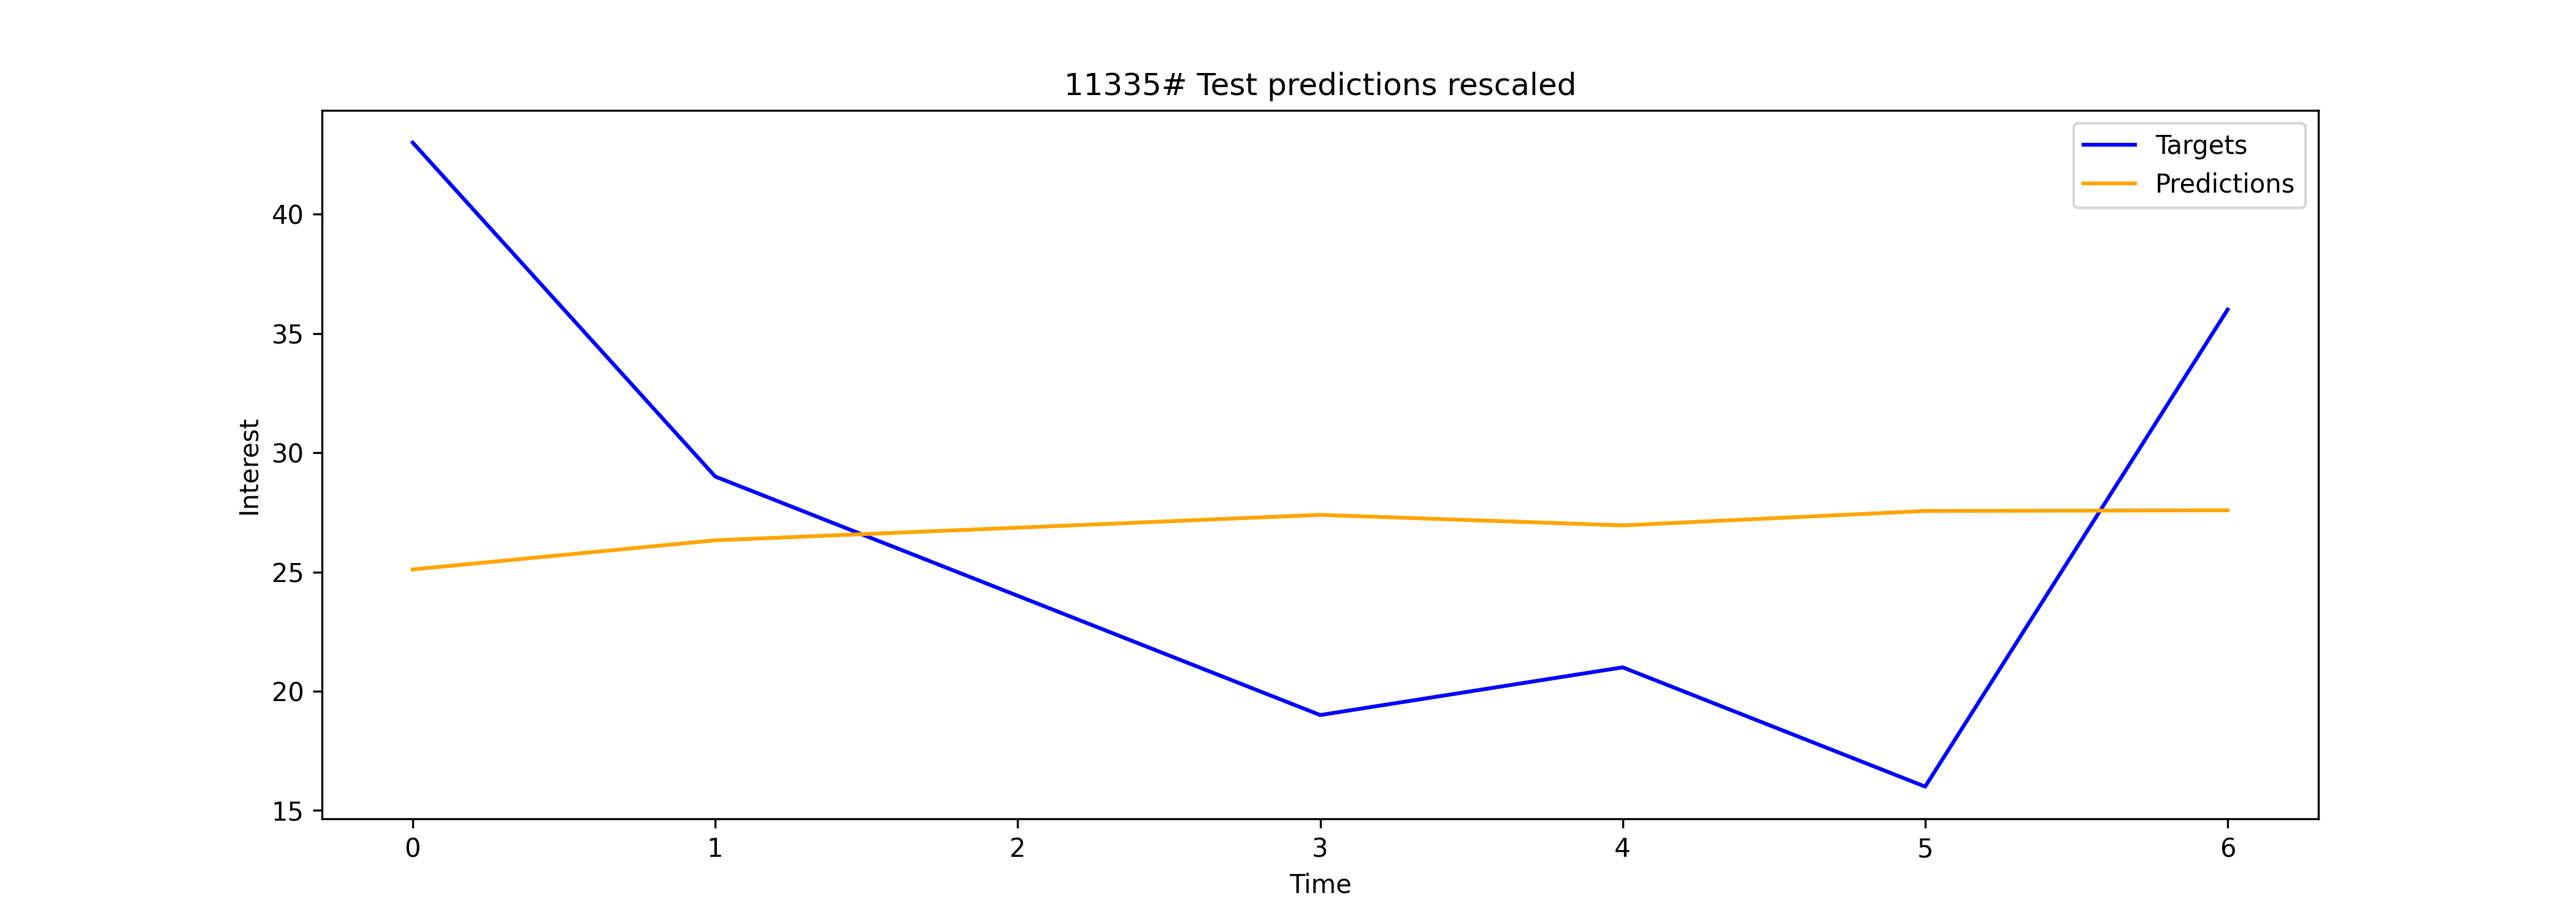 11335# Test predictions rescaled
Targets
Predictions
Interest
40
35
30
25
20
15
0 1 2 3 4 5 6
Time